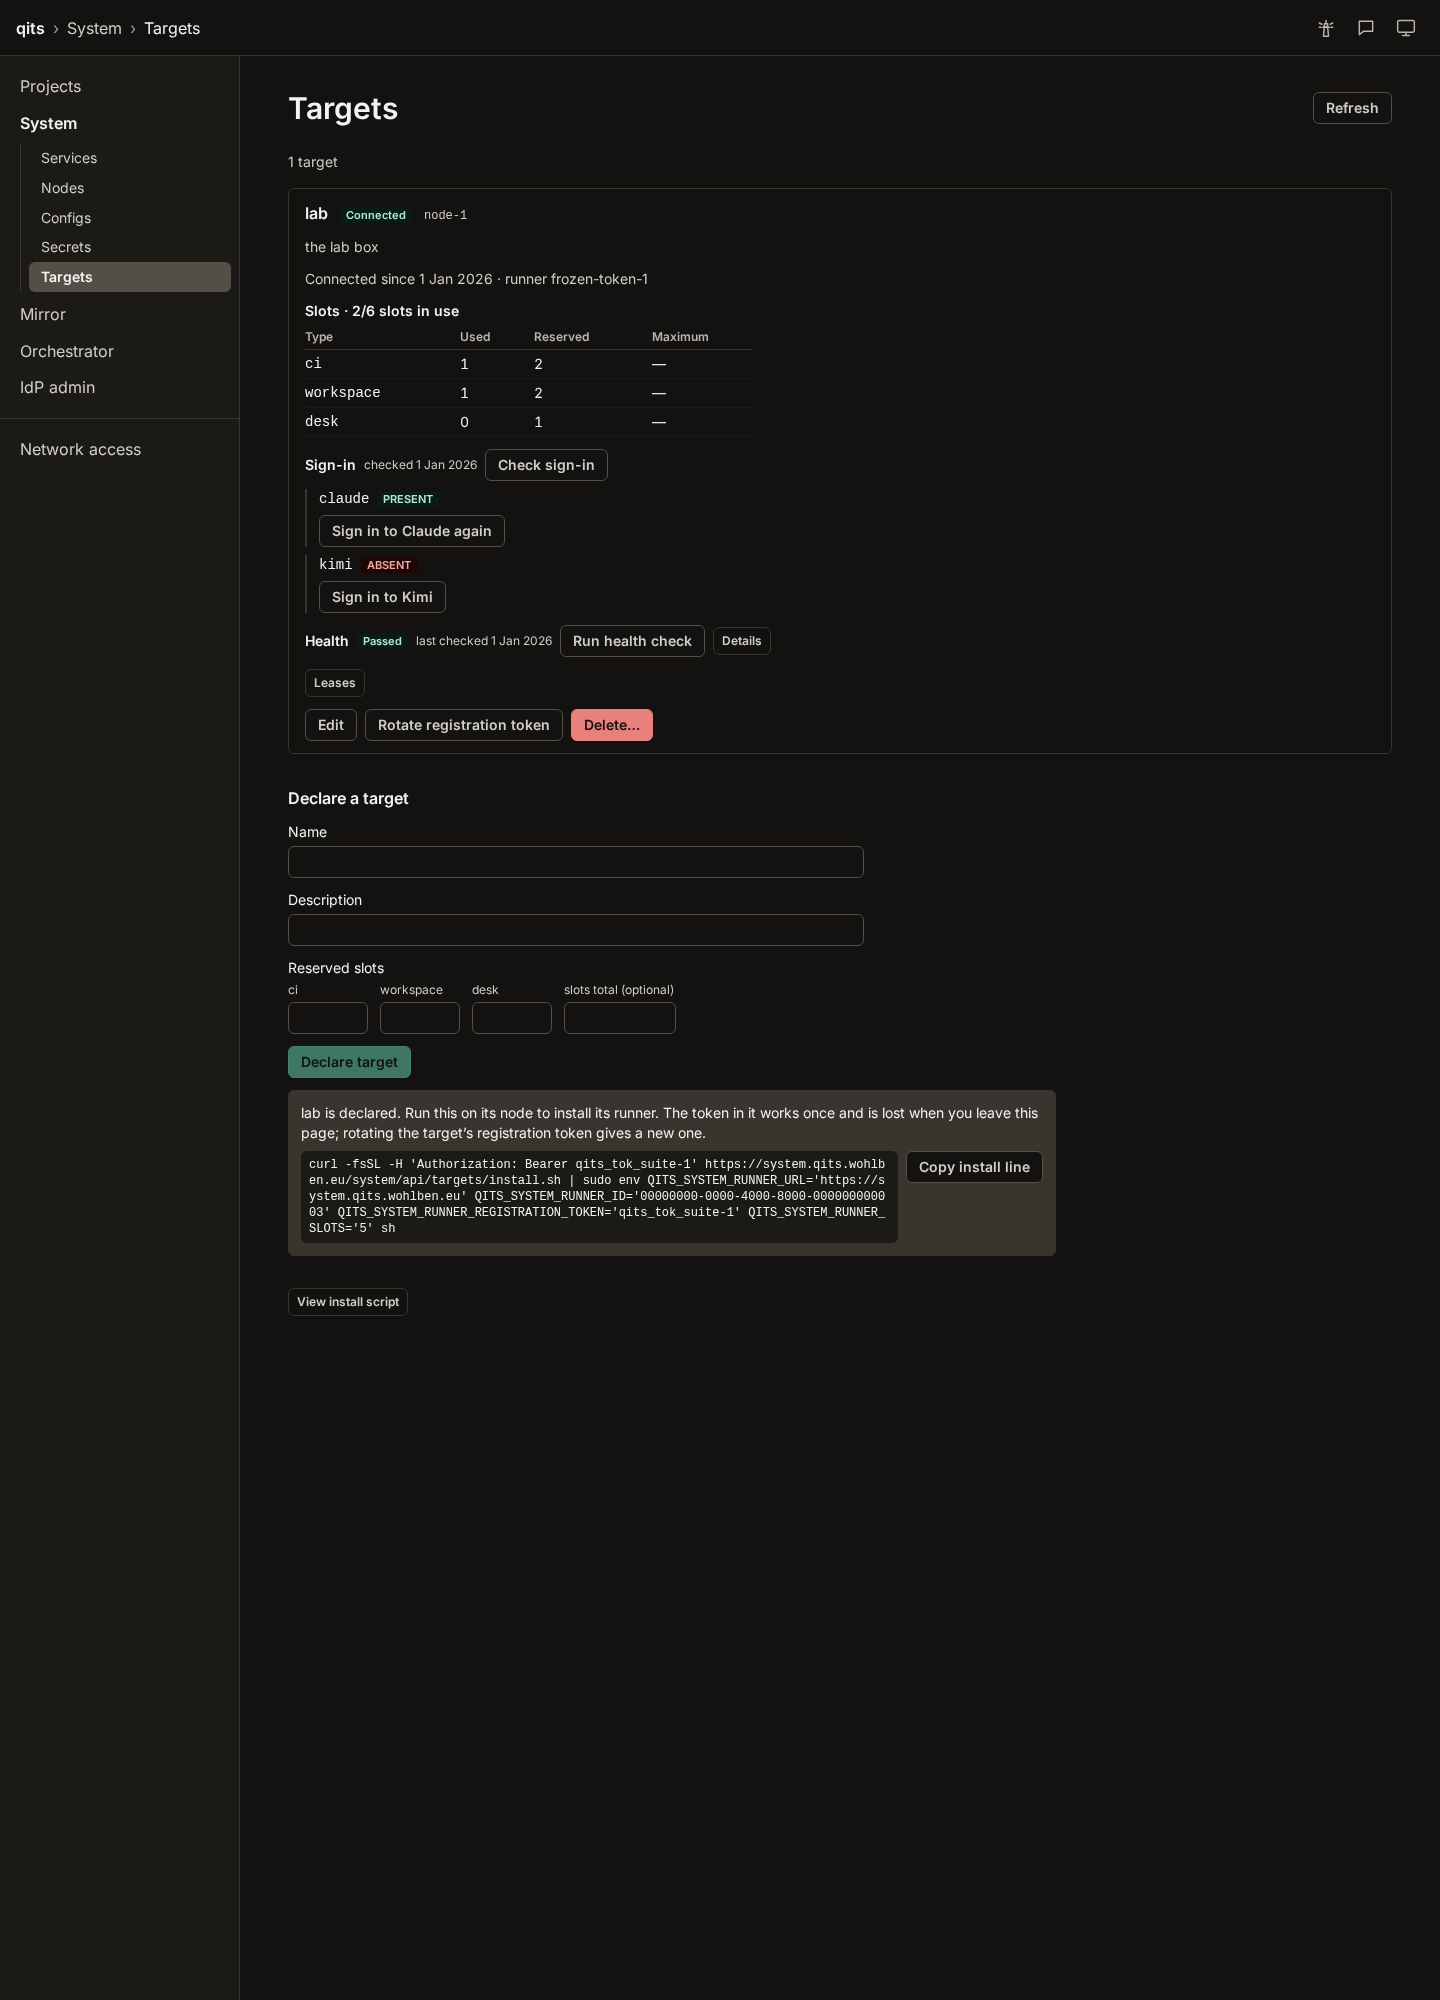 qits › System › Targets
Projects
System
Services
Nodes
Configs
Secrets
Targets
Mirror
Orchestrator
IdP admin
Network access
Targets
Refresh
1 target
lab Connected node-1
the lab box
Connected since 1 Jan 2026 · runner frozen-token-1
Slots · 2/6 slots in use
Type Used Reserved Maximum
ci 1 2 —
workspace 1 2 —
desk 0 1 —
Sign-in checked 1 Jan 2026 Check sign-in
claude PRESENT
Sign in to Claude again
kimi ABSENT
Sign in to Kimi
Health Passed last checked 1 Jan 2026 Run health check Details
Leases
Edit Rotate registration token Delete…
Declare a target
Name
Description
Reserved slots
ci workspace desk slots total (optional)
Declare target
lab is declared. Run this on its node to install its runner. The token in it works once and is lost when you leave this
page; rotating the target’s registration token gives a new one.
curl -fsSL -H 'Authorization: Bearer qits_tok_suite-1' https://system.qits.wohlb
en.eu/system/api/targets/install.sh | sudo env QITS_SYSTEM_RUNNER_URL='https://s
ystem.qits.wohlben.eu' QITS_SYSTEM_RUNNER_ID='00000000-0000-4000-8000-0000000000
03' QITS_SYSTEM_RUNNER_REGISTRATION_TOKEN='qits_tok_suite-1' QITS_SYSTEM_RUNNER_
SLOTS='5' sh
Copy install line
View install script